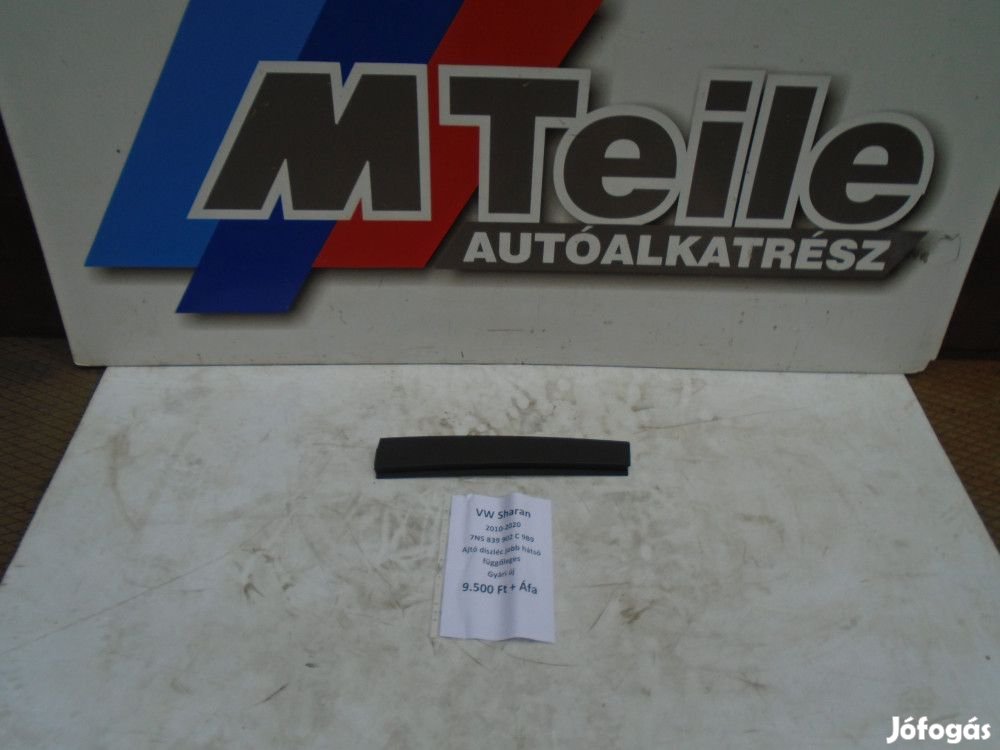 MTeile
AUTÓALKATRÉSZ
VW Sharan
2010-2020
7N5 839 902 C 9B9
Ajtó díszléc jobb hátsó
függőleges
Gyári új
9.500 Ft + Áfa
Jófogás